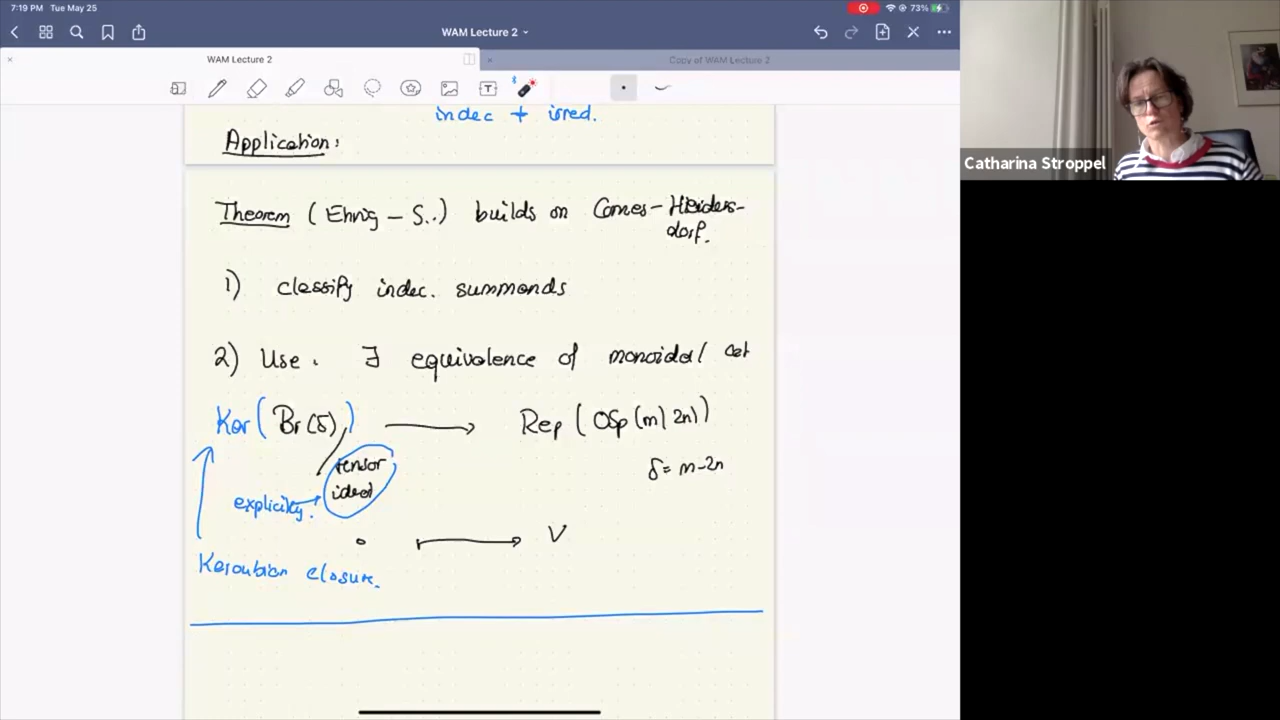 7:19 PM Tue May 25
73%
WAM Lecture 2
WAM Lecture 2
Copy of WAM Lecture 2
indec + irred.
Application:
Theorem (Ehrig - S..) builds on Comes-Heiders-
dorf.
1) classify indec. summands
2) Use. ∃ equivalence of monoidal cat
Kar(Br(δ)/ ) → Rep(OSp(m|2n))
tensor
ideal
δ = m-2n
explicitly.
∘ ↦ V
Karoubian closure.
Catharina Stroppel